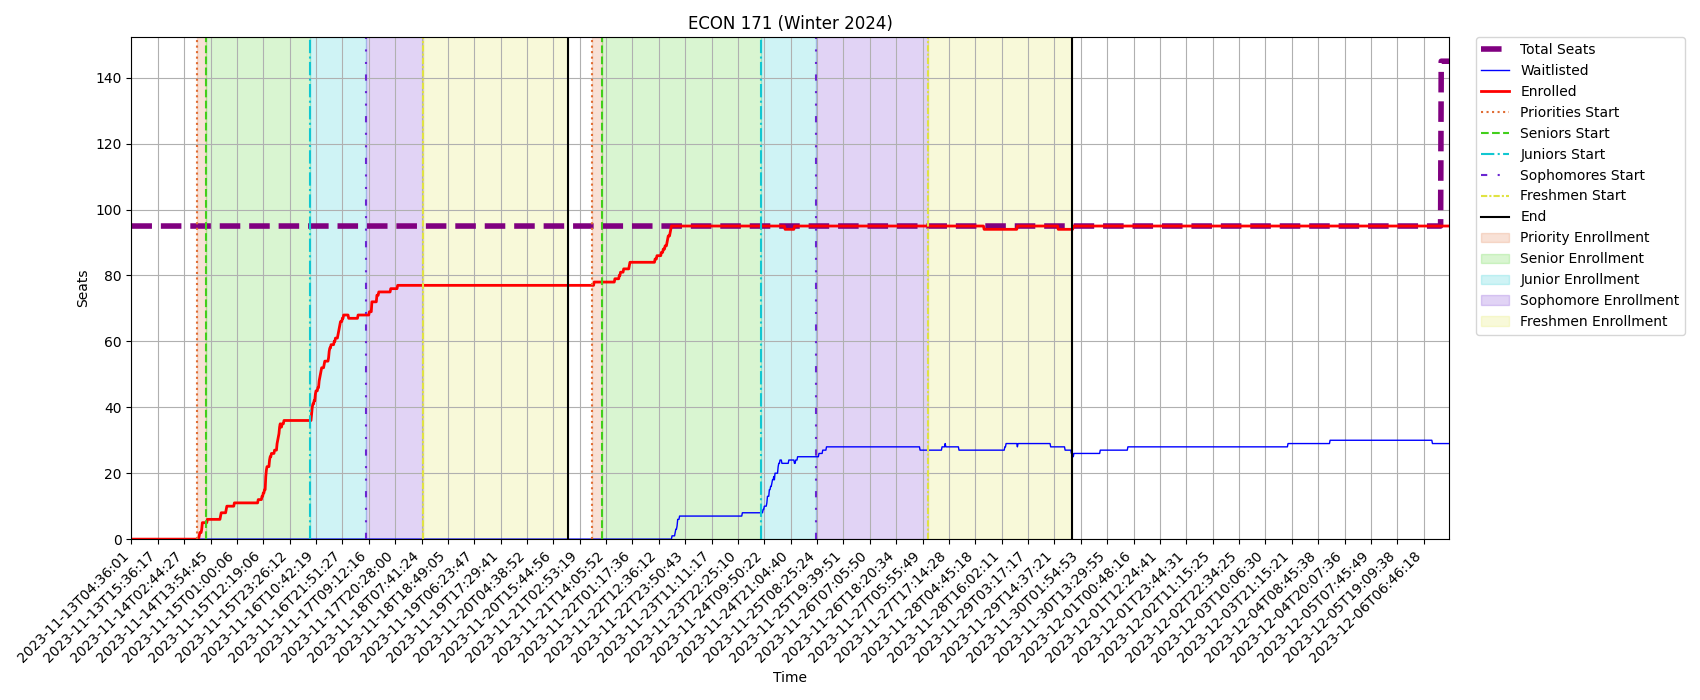 ECON 171 (Winter 2024)
Seats
140
120
100
80
60
40
20
0
2023-11-13T04:36:01
2023-11-13T15:36:17
2023-11-14T02:44:27
2023-11-14T13:54:45
2023-11-15T01:00:06
2023-11-15T12:19:06
2023-11-15T23:26:12
2023-11-16T10:42:19
2023-11-16T21:51:27
2023-11-17T09:12:16
2023-11-17T20:28:00
2023-11-18T07:41:24
2023-11-18T18:49:05
2023-11-19T06:23:47
2023-11-19T17:29:41
2023-11-20T04:38:52
2023-11-20T15:44:56
2023-11-21T02:53:19
2023-11-21T14:05:52
2023-11-22T01:17:36
2023-11-22T12:36:12
2023-11-22T23:50:43
2023-11-23T11:11:17
2023-11-23T22:25:10
2023-11-24T09:50:22
2023-11-24T21:04:40
2023-11-25T08:25:24
2023-11-25T19:39:51
2023-11-26T07:05:50
2023-11-26T18:20:34
2023-11-27T05:55:49
2023-11-27T17:14:28
2023-11-28T04:45:18
2023-11-28T16:02:11
2023-11-29T03:17:17
2023-11-29T14:37:21
2023-11-30T01:54:53
2023-11-30T13:29:55
2023-12-01T00:48:16
2023-12-01T12:24:41
2023-12-01T23:44:31
2023-12-02T11:15:25
2023-12-02T22:34:25
2023-12-03T10:06:30
2023-12-03T21:15:21
2023-12-04T08:45:38
2023-12-04T20:07:36
2023-12-05T07:45:49
2023-12-05T19:09:38
2023-12-06T06:46:18
Time
Total Seats
Waitlisted
Enrolled
Priorities Start
Seniors Start
Juniors Start
Sophomores Start
Freshmen Start
End
Priority Enrollment
Senior Enrollment
Junior Enrollment
Sophomore Enrollment
Freshmen Enrollment